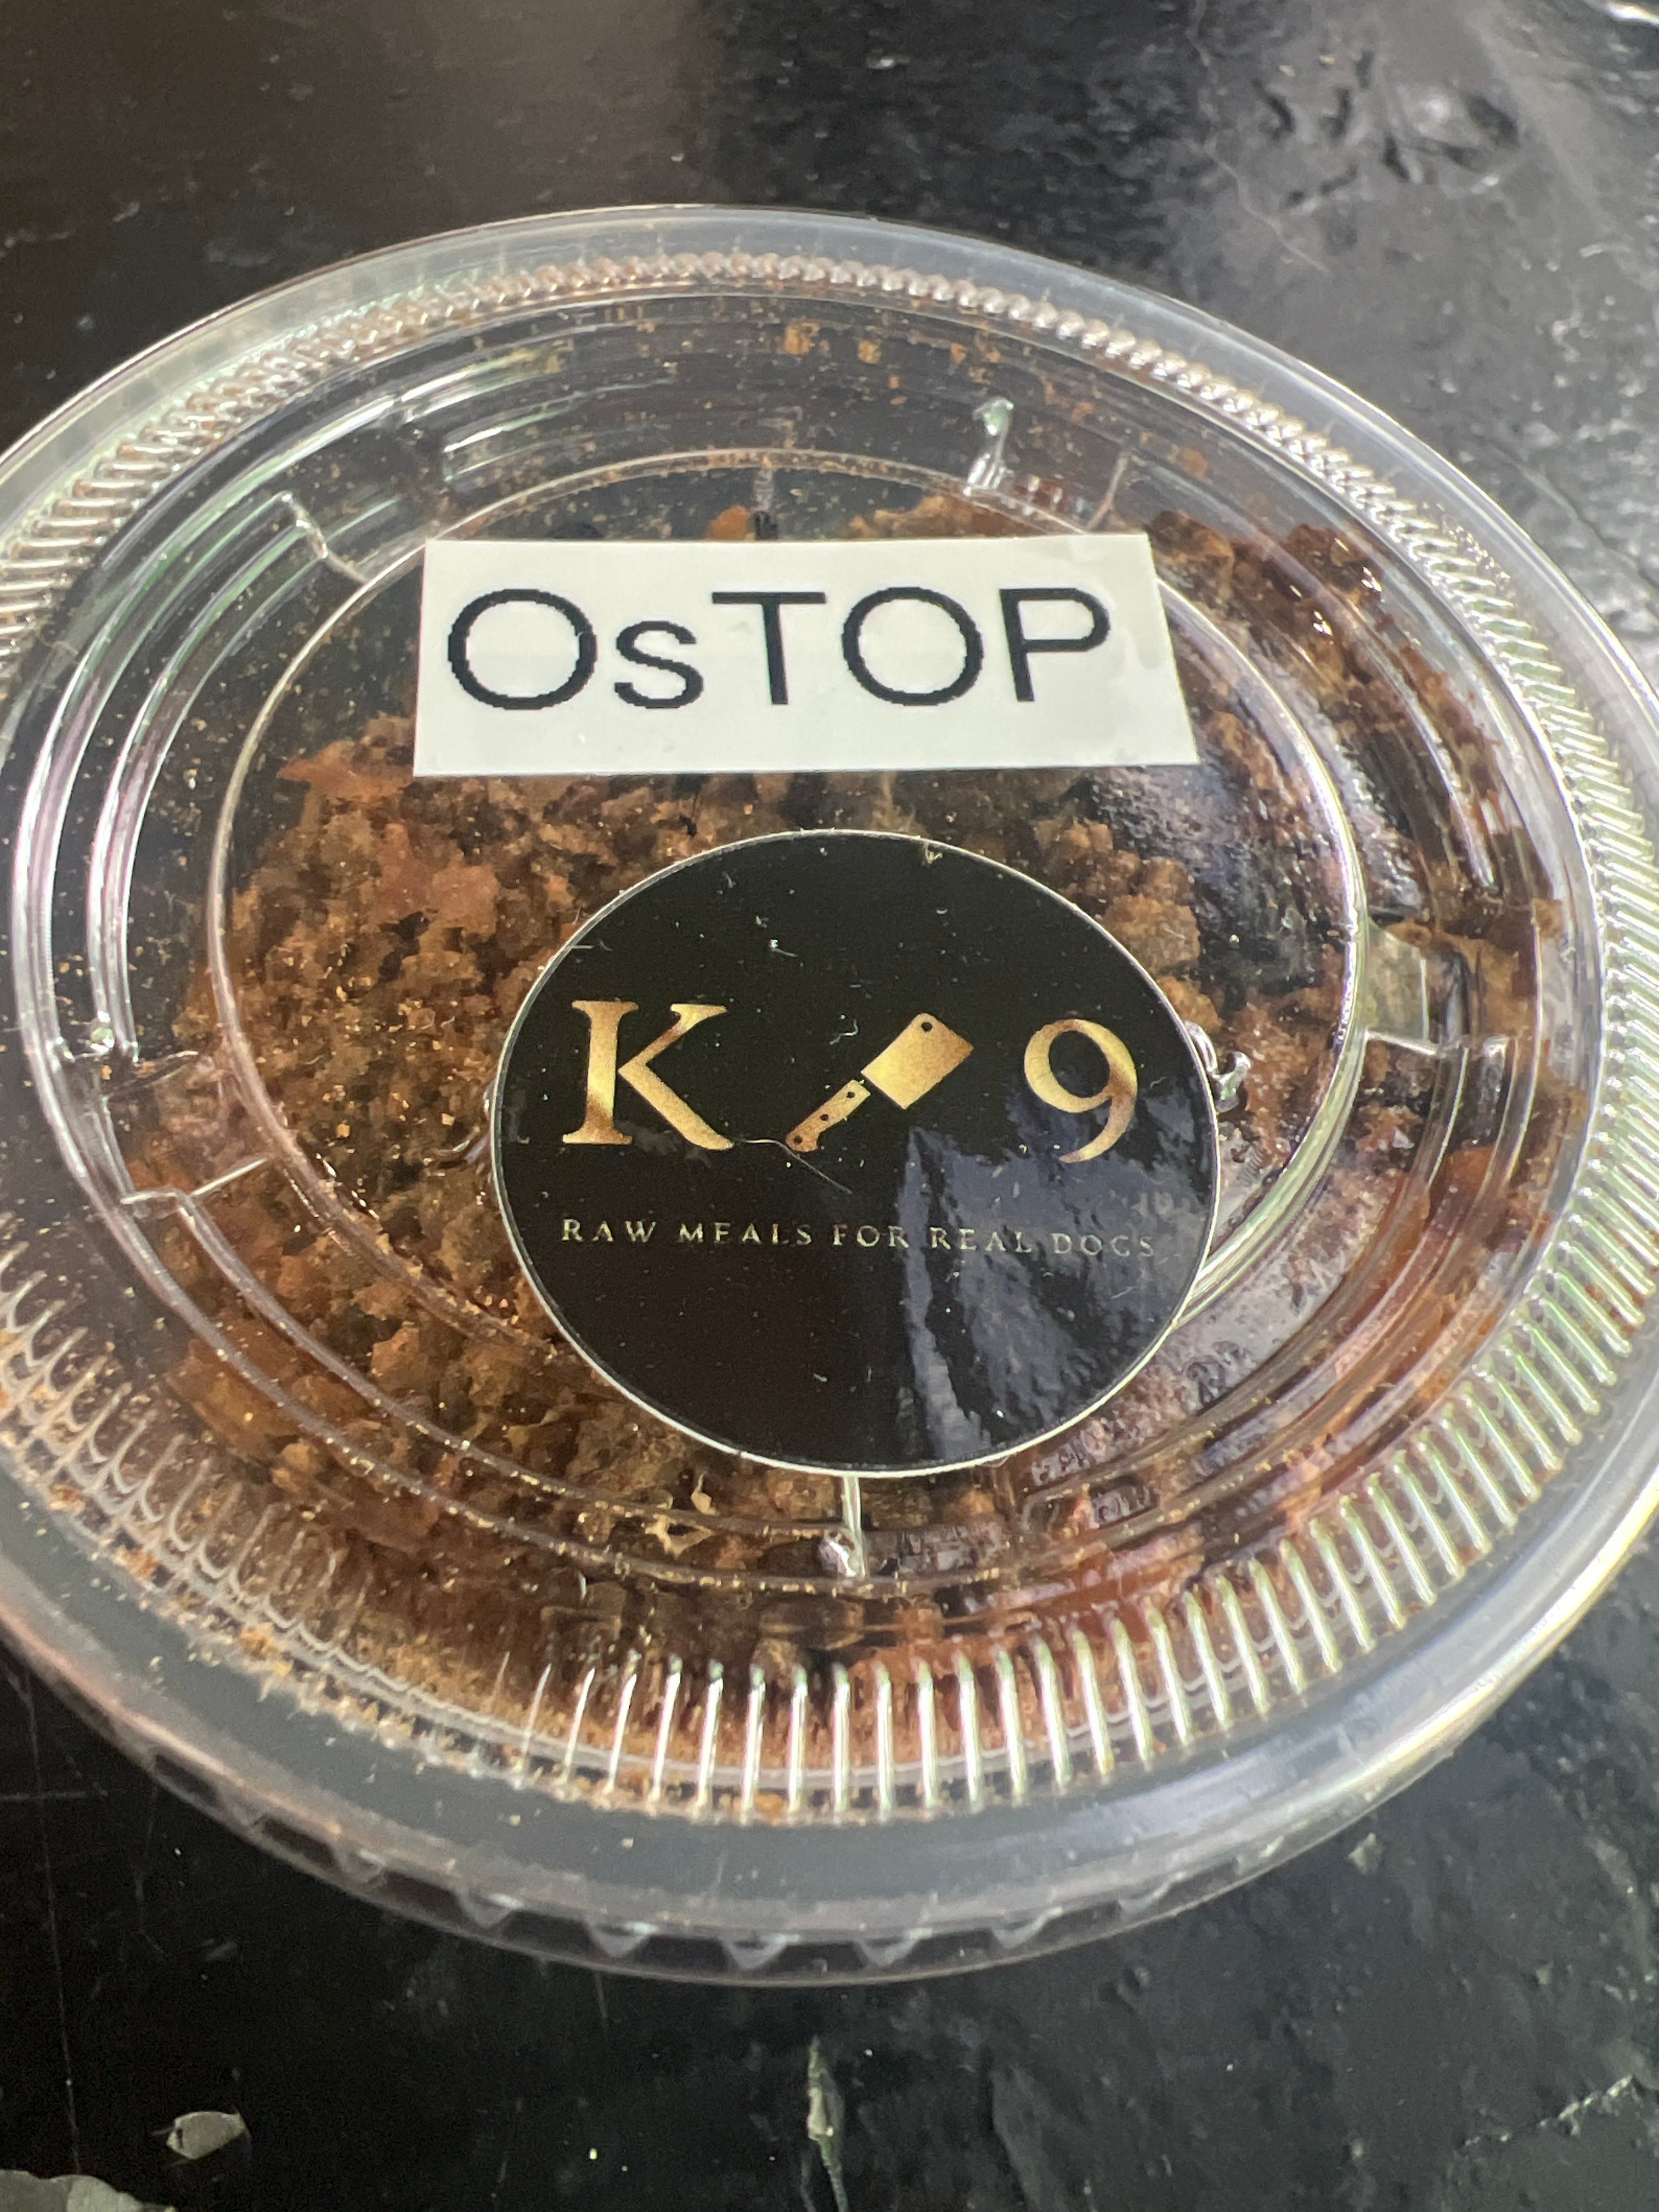 OsTOP
K 9
RAW MEALS FOR REAL DOGS